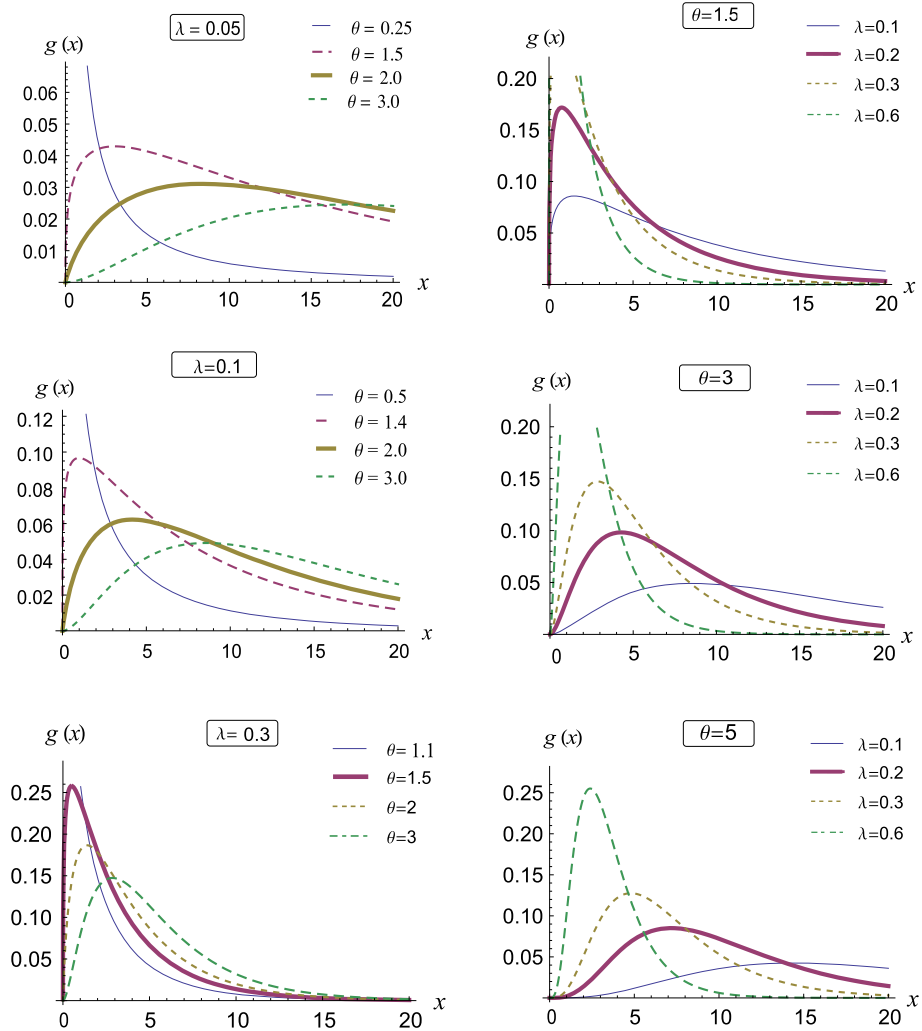 λ = 0.05
g (x)
θ = 0.25
θ = 1.5
θ = 2.0
θ = 3.0
0.06
0.05
0.04
0.03
0.02
0.01
0 5 10 15 20 x
θ=1.5
g (x)
λ=0.1
λ=0.2
λ=0.3
λ=0.6
0.20
0.15
0.10
0.05
0 5 10 15 20 x
λ=0.1
g (x)
θ = 0.5
θ = 1.4
θ = 2.0
θ = 3.0
0.12
0.10
0.08
0.06
0.04
0.02
0 5 10 15 20 x
θ=3
g (x)
λ=0.1
λ=0.2
λ=0.3
λ=0.6
0.20
0.15
0.10
0.05
0 5 10 15 20 x
λ= 0.3
g (x)
θ = 1.1
θ=1.5
θ=2
θ=3
0.25
0.20
0.15
0.10
0.05
0 5 10 15 20 x
θ=5
g (x)
λ=0.1
λ=0.2
λ=0.3
λ=0.6
0.25
0.20
0.15
0.10
0.05
0 5 10 15 20 x